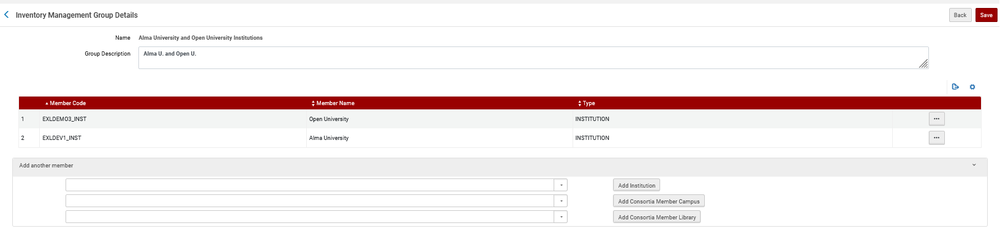 Inventory Management Group Details
Back
Save
Name
Alma University and Open University Institutions
Group Description
Alma U. and Open U.
Member Code
Member Name
Type
1 EXLDEMO3_INST Open University INSTITUTION
2 EXLDEV1_INST Alma University INSTITUTION
Add another member
Add Institution
Add Consortia Member Campus
Add Consortia Member Library